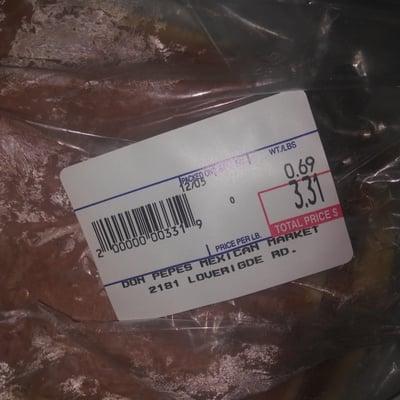 PACKED ON
WT/LBS
12/05
0
0.69
3.31
TOTAL PRICE $
2 00000 00331 9
PRICE PER LB.
DON PEPES MEXICAN MARKET
2181 LOVERIGDE RD.